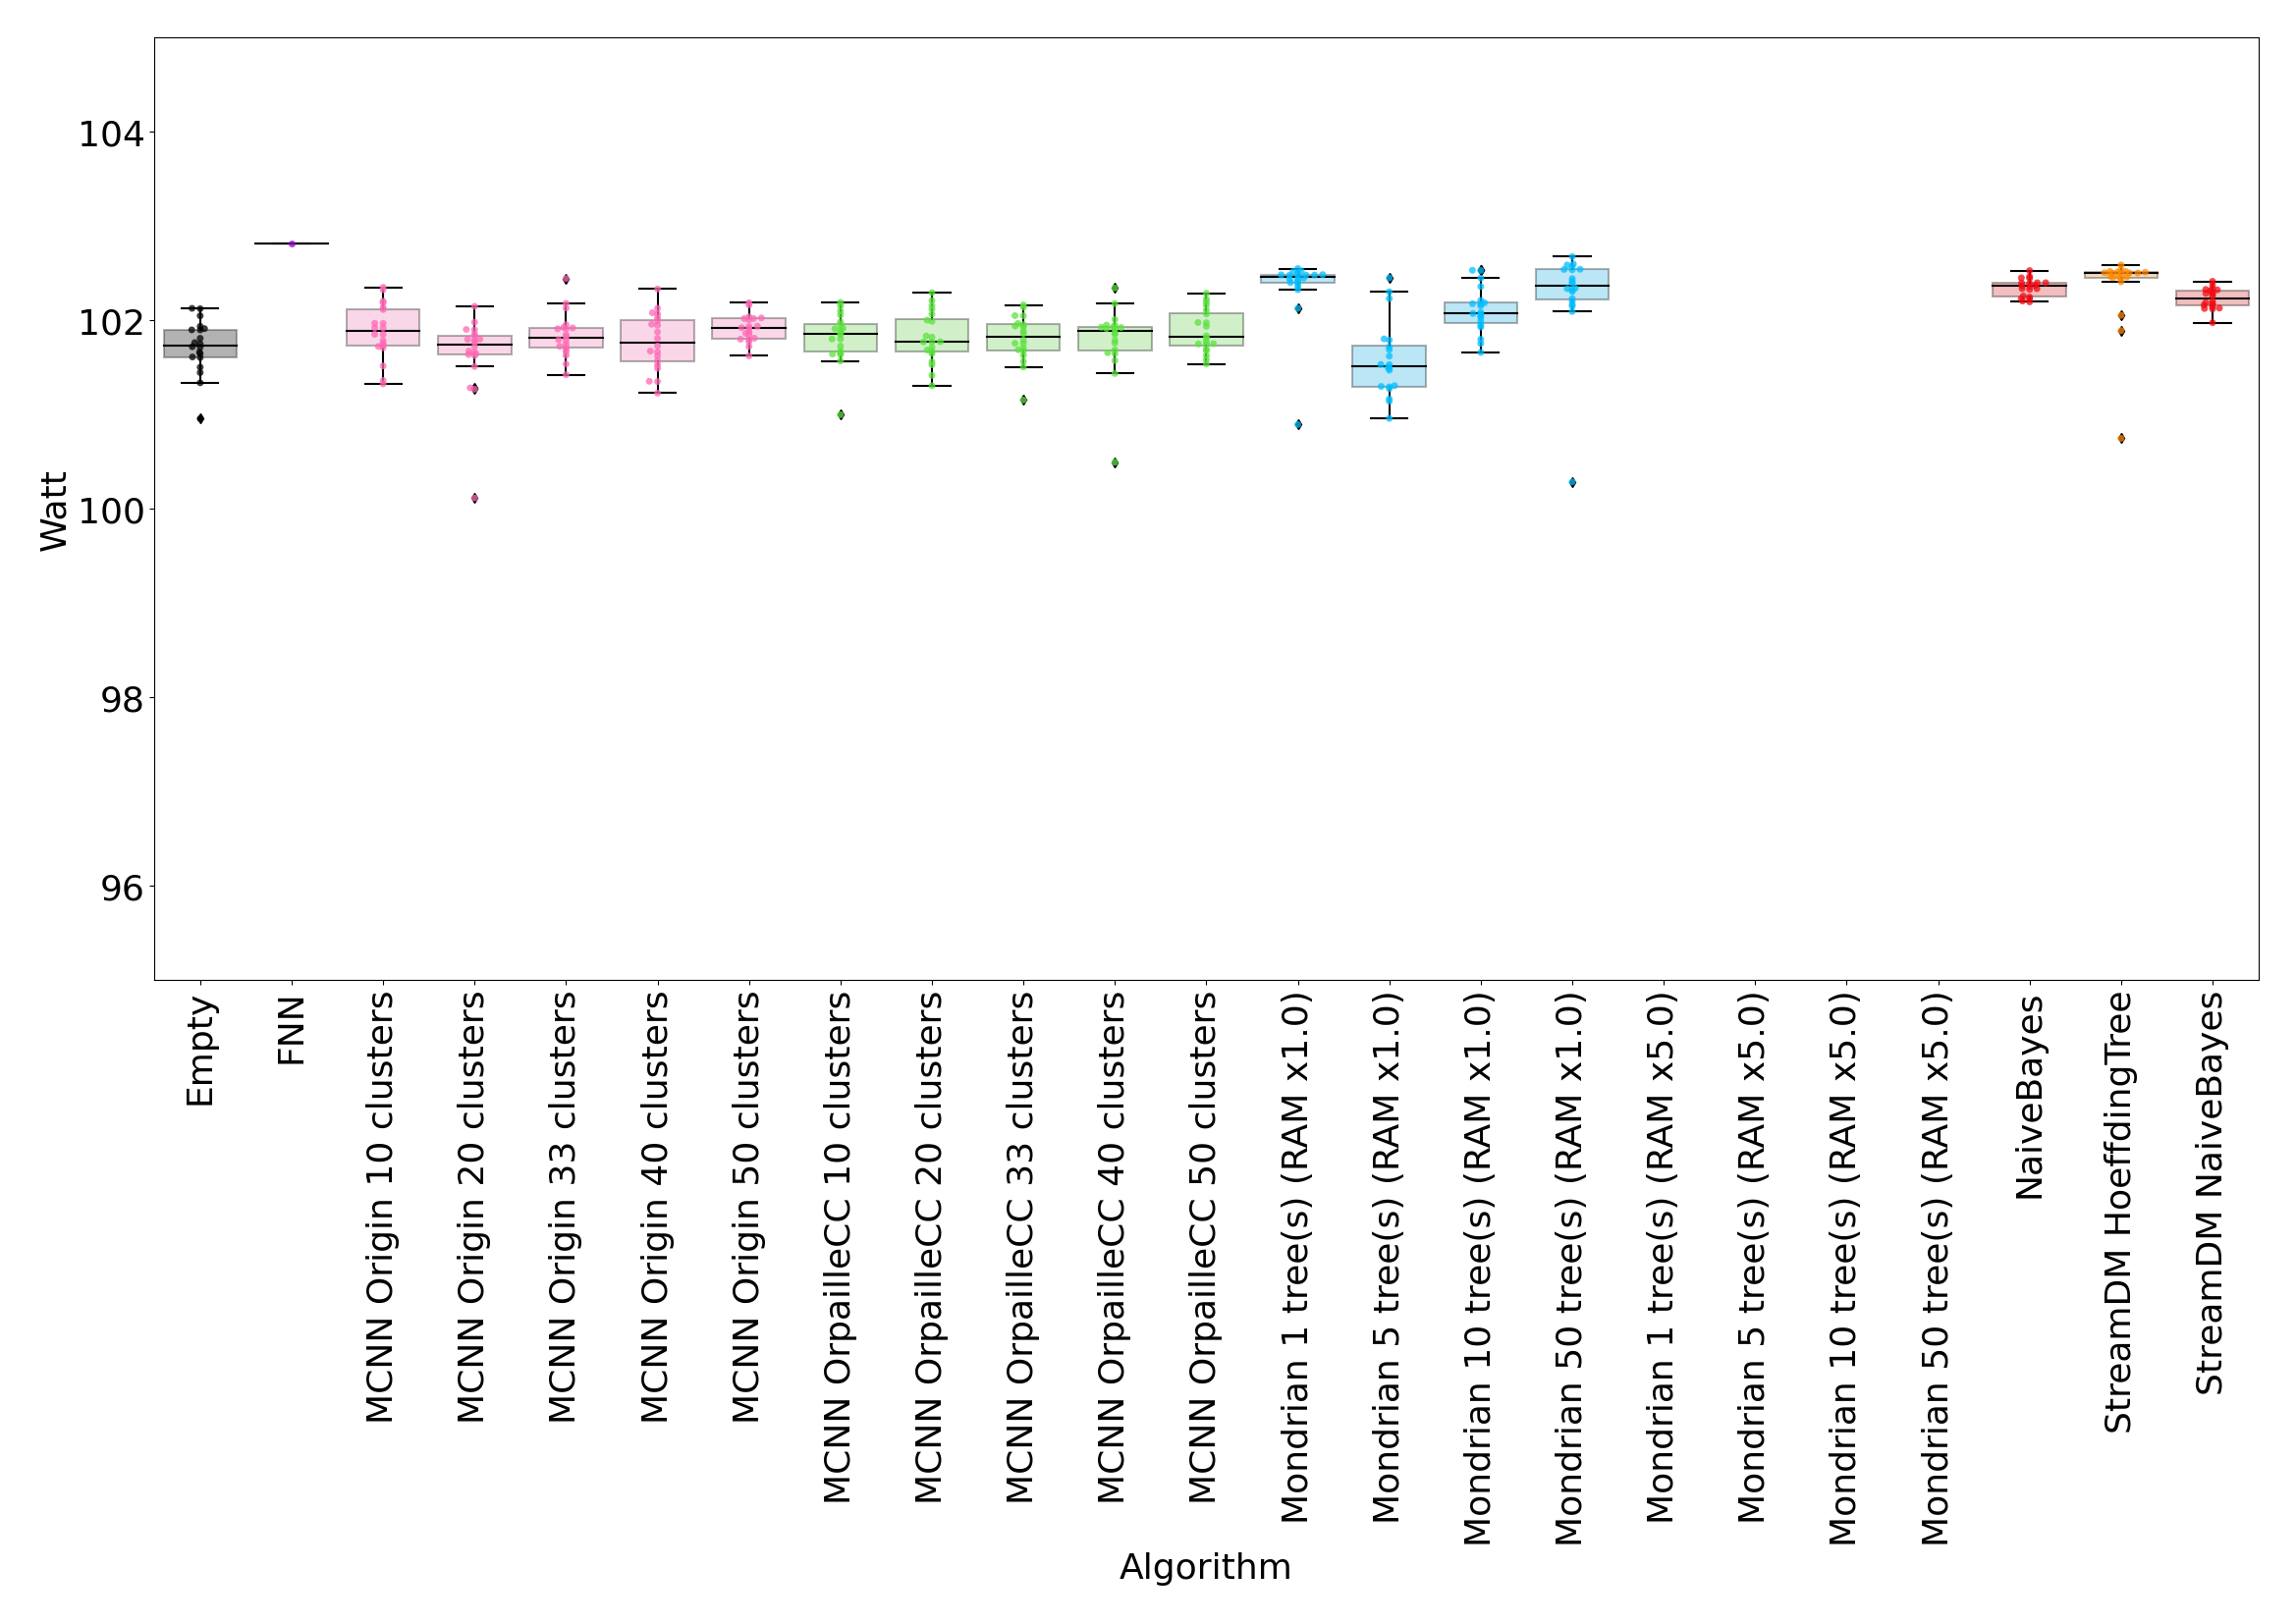 104
102
100
98
96
Watt
Empty
FNN
MCNN Origin 10 clusters
MCNN Origin 20 clusters
MCNN Origin 33 clusters
MCNN Origin 40 clusters
MCNN Origin 50 clusters
MCNN OrpailleCC 10 clusters
MCNN OrpailleCC 20 clusters
MCNN OrpailleCC 33 clusters
MCNN OrpailleCC 40 clusters
MCNN OrpailleCC 50 clusters
Mondrian 1 tree(s) (RAM x1.0)
Mondrian 5 tree(s) (RAM x1.0)
Mondrian 10 tree(s) (RAM x1.0)
Mondrian 50 tree(s) (RAM x1.0)
Mondrian 1 tree(s) (RAM x5.0)
Mondrian 5 tree(s) (RAM x5.0)
Mondrian 10 tree(s) (RAM x5.0)
Mondrian 50 tree(s) (RAM x5.0)
NaiveBayes
StreamDM HoeffdingTree
StreamDM NaiveBayes
Algorithm